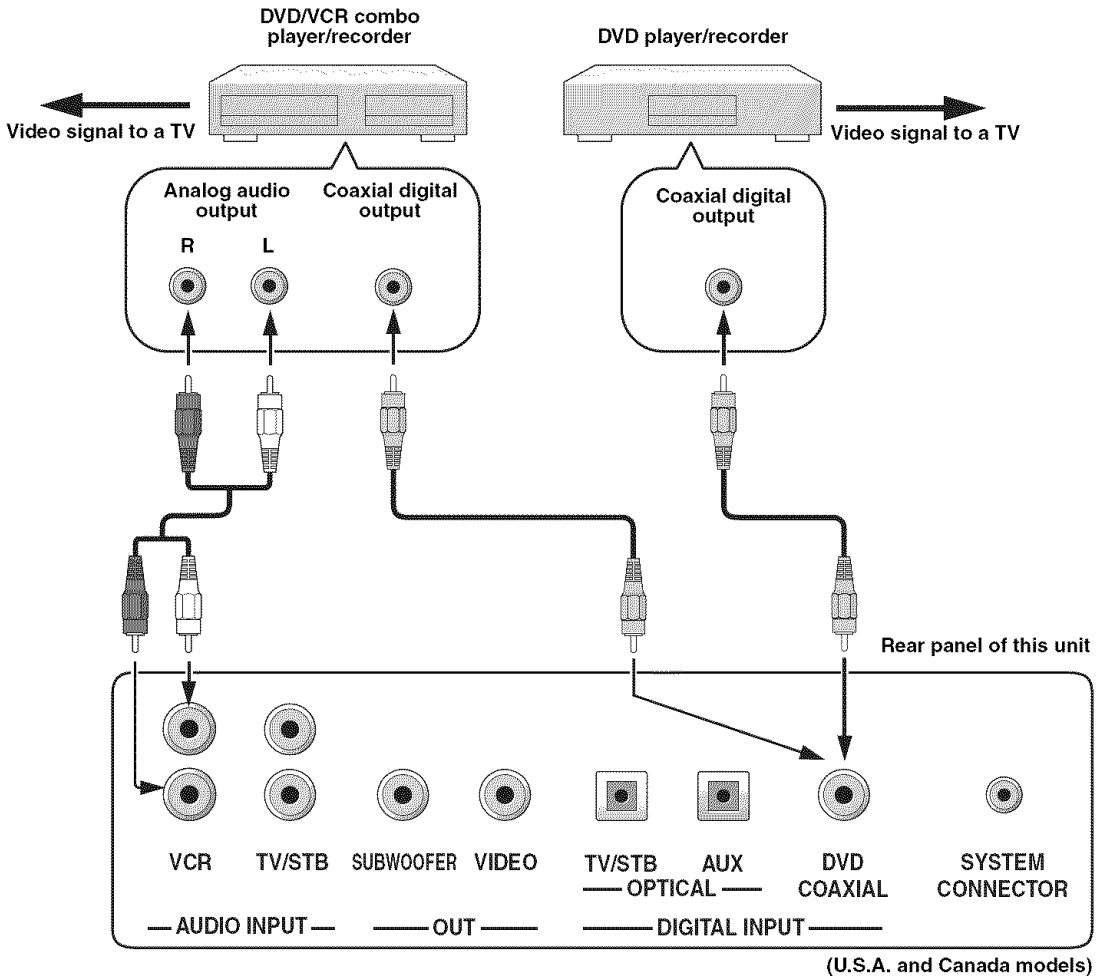 DVD/VCR combo
player/recorder
DVD player/recorder
Video signal to a TV
Video signal to a TV
Analog audio
output
Coaxial digital
output
R
L
Coaxial digital
output
Rear panel of this unit
VCR
TV/STB
SUBWOOFER
VIDEO
TV/STB
AUX
DVD
COAXIAL
SYSTEM
CONNECTOR
OPTICAL
AUDIO INPUT
OUT
DIGITAL INPUT
(U.S.A. and Canada models)